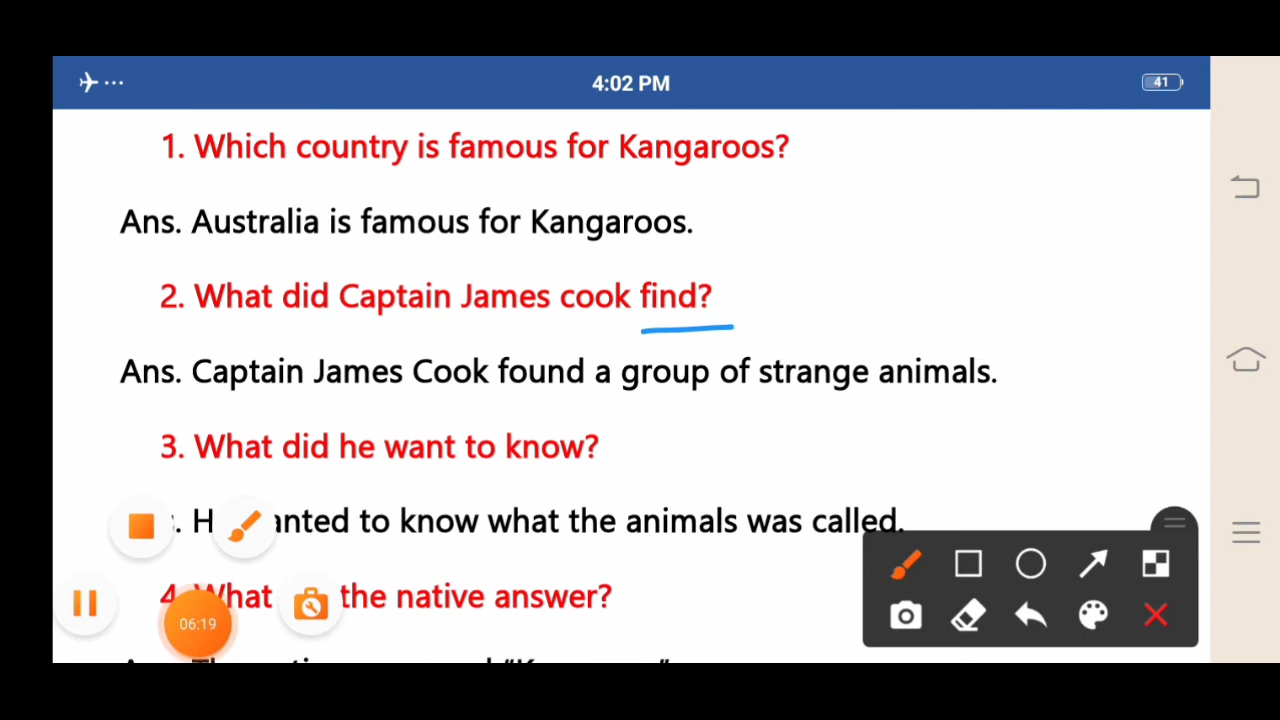 4:02 PM
41
1. Which country is famous for Kangaroos?
Ans. Australia is famous for Kangaroos.
2. What did Captain James cook find?
Ans. Captain James Cook found a group of strange animals.
3. What did he want to know?
to know what the animals was called.
4. What the native answer?
06:19